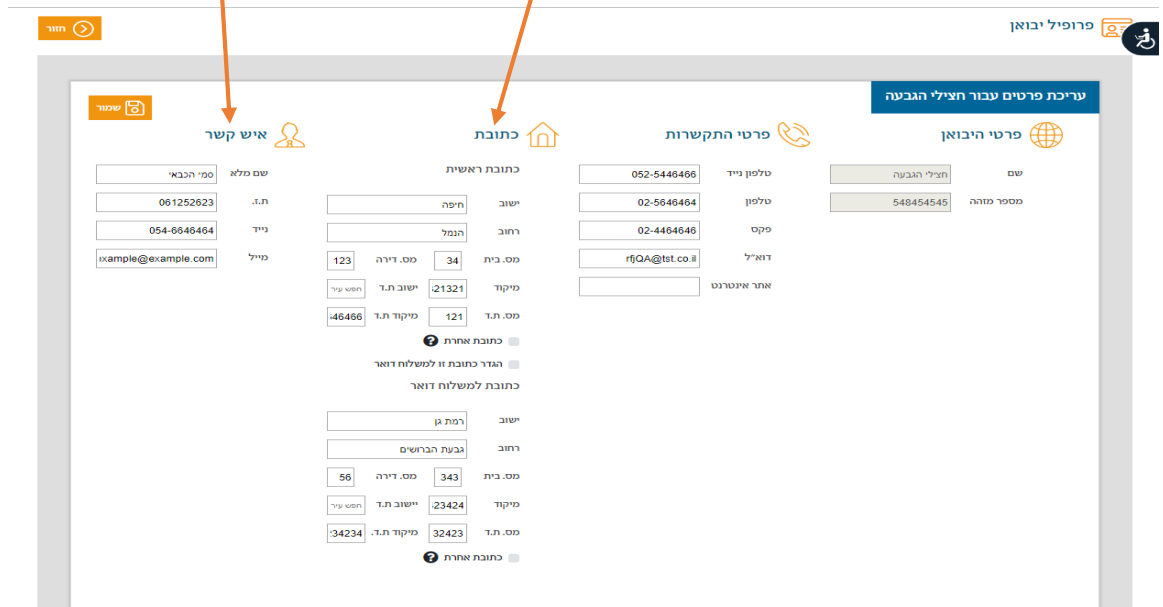 פרופיל יבואן
חזור
עריכת פרטים עבור חצילי הגבעה
שמור
פרטי היבואן
שם חצילי הגבעה
מספר מזהה 548454545
פרטי התקשרות
טלפון נייד 052-5446466
טלפון 02-5646464
פקס 02-4464646
דוא״ל rfjQA@tst.co.il
אתר אינטרנט
כתובת
כתובת ראשית
ישוב חיפה
רחוב הנמל
מס. בית 34 מס. דירה 123
מיקוד 21321 ישוב ת.ד חפש עיר
מס. ת.ד 121 מיקוד ת.ד 46466
כתובת אחרת ?
הגדר כתובת זו למשלוח דואר
כתובת למשלוח דואר
ישוב רמת גן
רחוב גבעת הברושים
מס. בית 343 מס. דירה 56
מיקוד 23424 יישוב ת.ד חפש עיר
מס. ת.ד 32423 מיקוד ת.ד. 34234
כתובת אחרת ?
איש קשר
שם מלא סמי הכבאי
ת.ז. 061252623
נייד 054-6646464
מייל xample@example.com